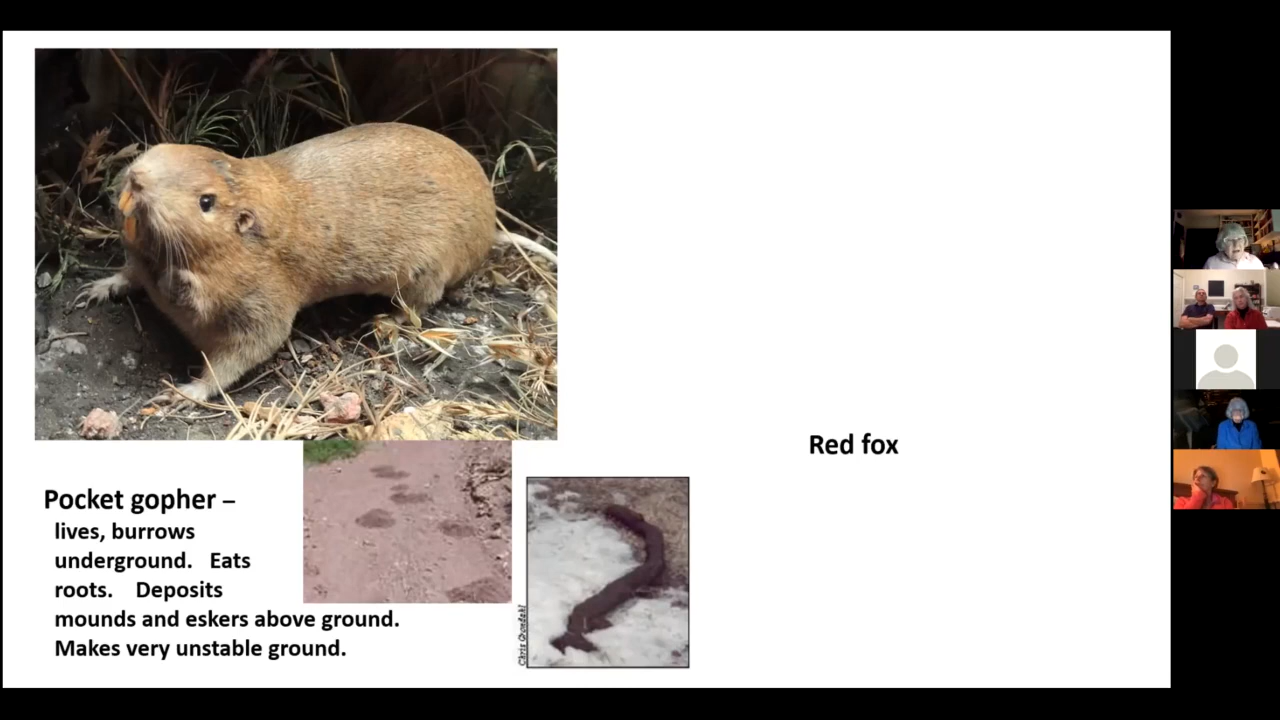 Pocket gopher –
lives, burrows
underground. Eats
roots. Deposits
mounds and eskers above ground.
Makes very unstable ground.
Chris Grondahl
Red fox